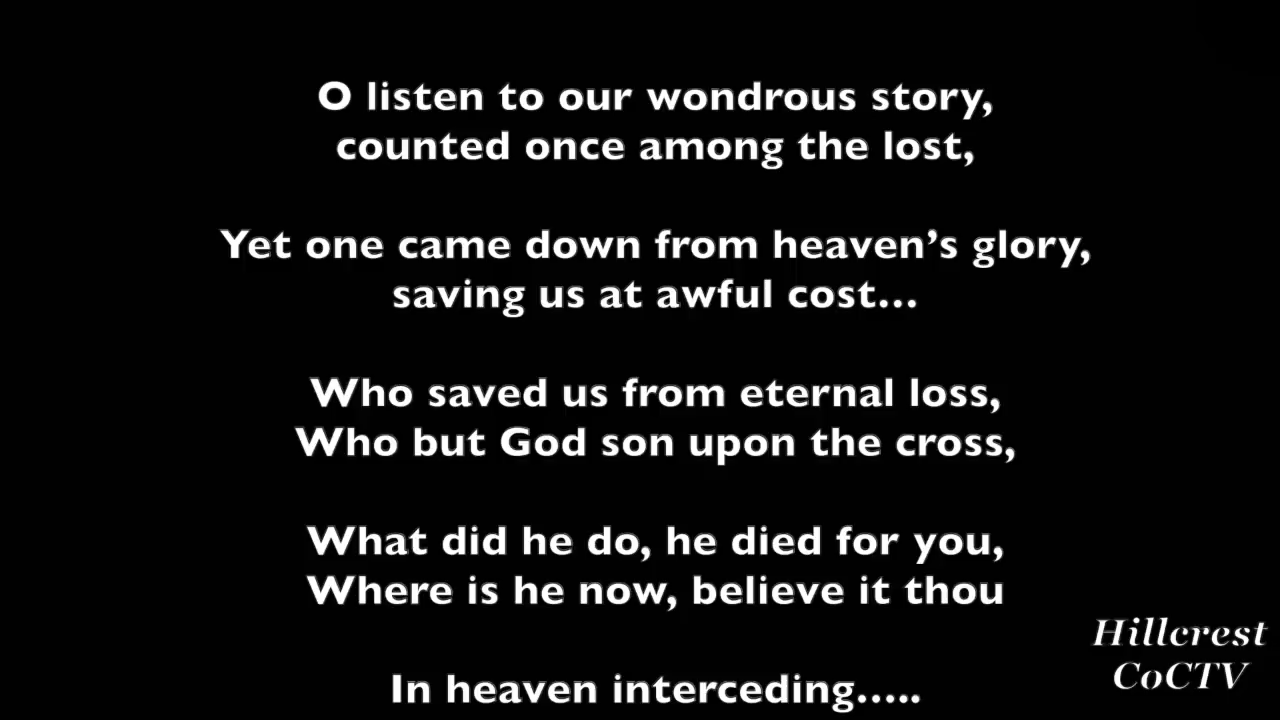 O listen to our wondrous story,
counted once among the lost,
Yet one came down from heaven’s glory,
saving us at awful cost...
Who saved us from eternal loss,
Who but God son upon the cross,
What did he do, he died for you,
Where is he now, believe it thou
In heaven interceding.....
Hillcrest
CoCTV